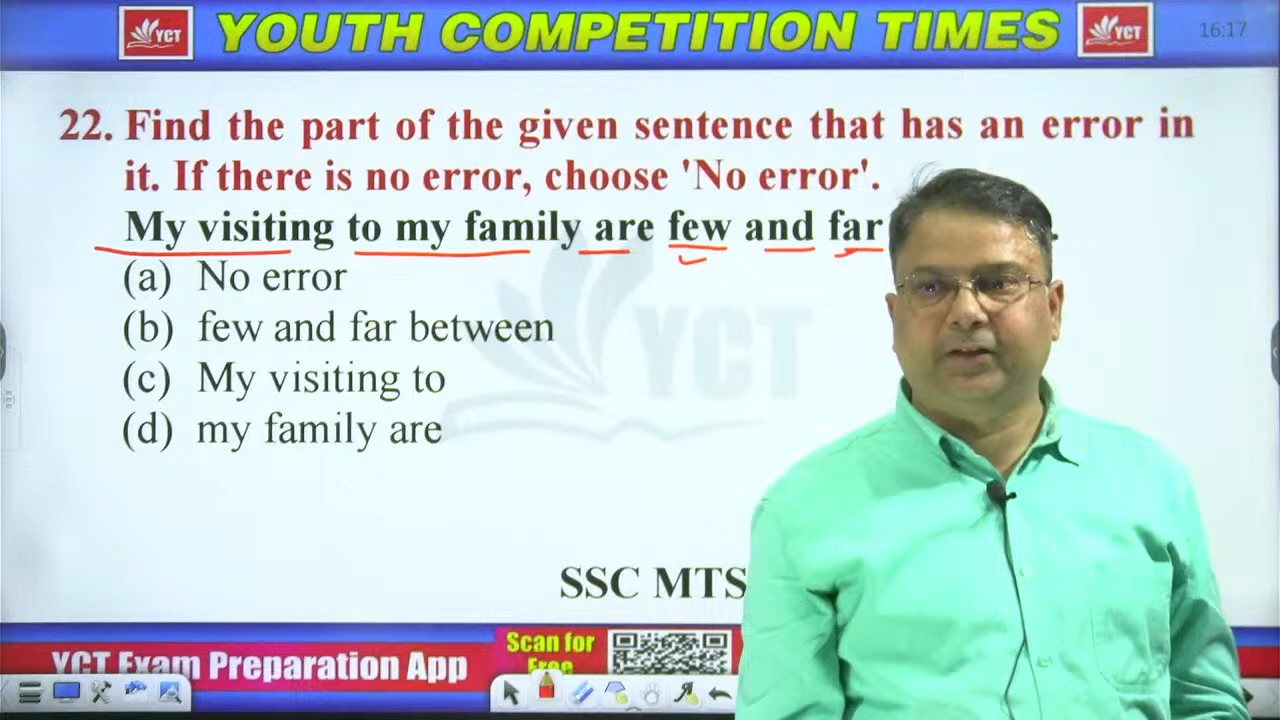 YCT YOUTH COMPETITION TIMES YCT 16:17
22. Find the part of the given sentence that has an error in
it. If there is no error, choose 'No error'.
My visiting to my family are few and far
(a) No error
(b) few and far between
(c) My visiting to
(d) my family are
YCT
SSC MTS
Scan for
Free
YCT Exam Preparation App